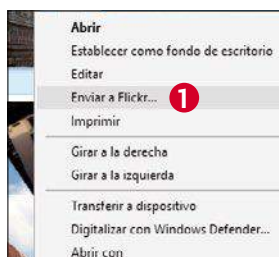 Abrir
Establecer como fondo de escritorio
Editar
Enviar a Flickr... 1
Imprimir
Girar a la derecha
Girar a la izquierda
Transferir a dispositivo
Digitalizar con Windows Defender...
Abrir con